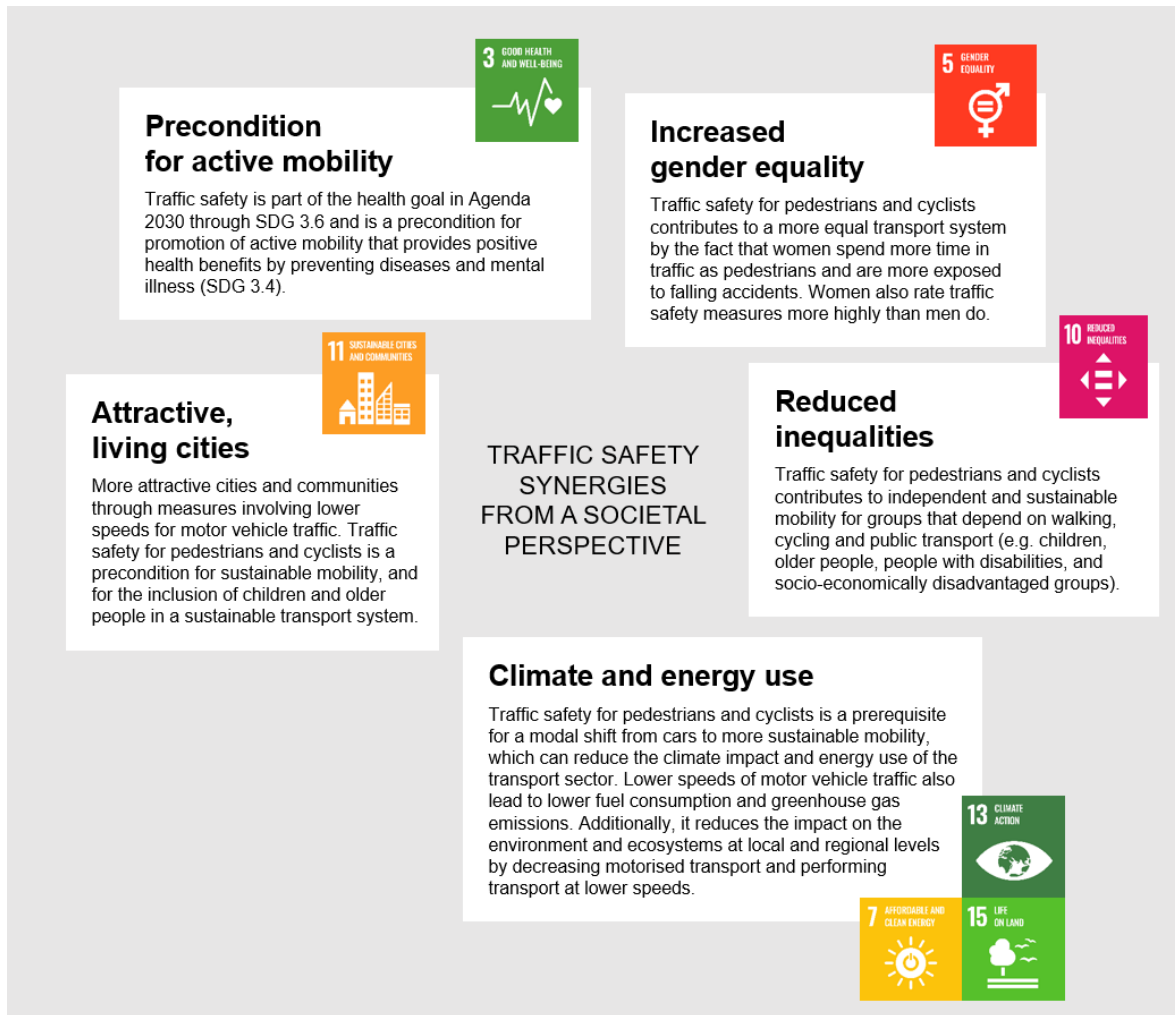 3 GOOD HEALTH
AND WELL-BEING
Precondition
for active mobility
Traffic safety is part of the health goal in Agenda
2030 through SDG 3.6 and is a precondition for
promotion of active mobility that provides positive
health benefits by preventing diseases and mental
illness (SDG 3.4).
5 GENDER
EQUALITY
Increased
gender equality
Traffic safety for pedestrians and cyclists
contributes to a more equal transport system
by the fact that women spend more time in
traffic as pedestrians and are more exposed
to falling accidents. Women also rate traffic
safety measures more highly than men do.
11 SUSTAINABLE CITIES
AND COMMUNITIES
Attractive,
living cities
More attractive cities and communities
through measures involving lower
speeds for motor vehicle traffic. Traffic
safety for pedestrians and cyclists is a
precondition for sustainable mobility, and
for the inclusion of children and older
people in a sustainable transport system.
TRAFFIC SAFETY
SYNERGIES
FROM A SOCIETAL
PERSPECTIVE
10 REDUCED
INEQUALITIES
Reduced
inequalities
Traffic safety for pedestrians and cyclists
contributes to independent and sustainable
mobility for groups that depend on walking,
cycling and public transport (e.g. children,
older people, people with disabilities, and
socio-economically disadvantaged groups).
Climate and energy use
Traffic safety for pedestrians and cyclists is a prerequisite
for a modal shift from cars to more sustainable mobility,
which can reduce the climate impact and energy use of the
transport sector. Lower speeds of motor vehicle traffic also
lead to lower fuel consumption and greenhouse gas
emissions. Additionally, it reduces the impact on the
environment and ecosystems at local and regional levels
by decreasing motorised transport and performing
transport at lower speeds.
13 CLIMATE
ACTION
7 AFFORDABLE AND
CLEAN ENERGY
15 LIFE
ON LAND